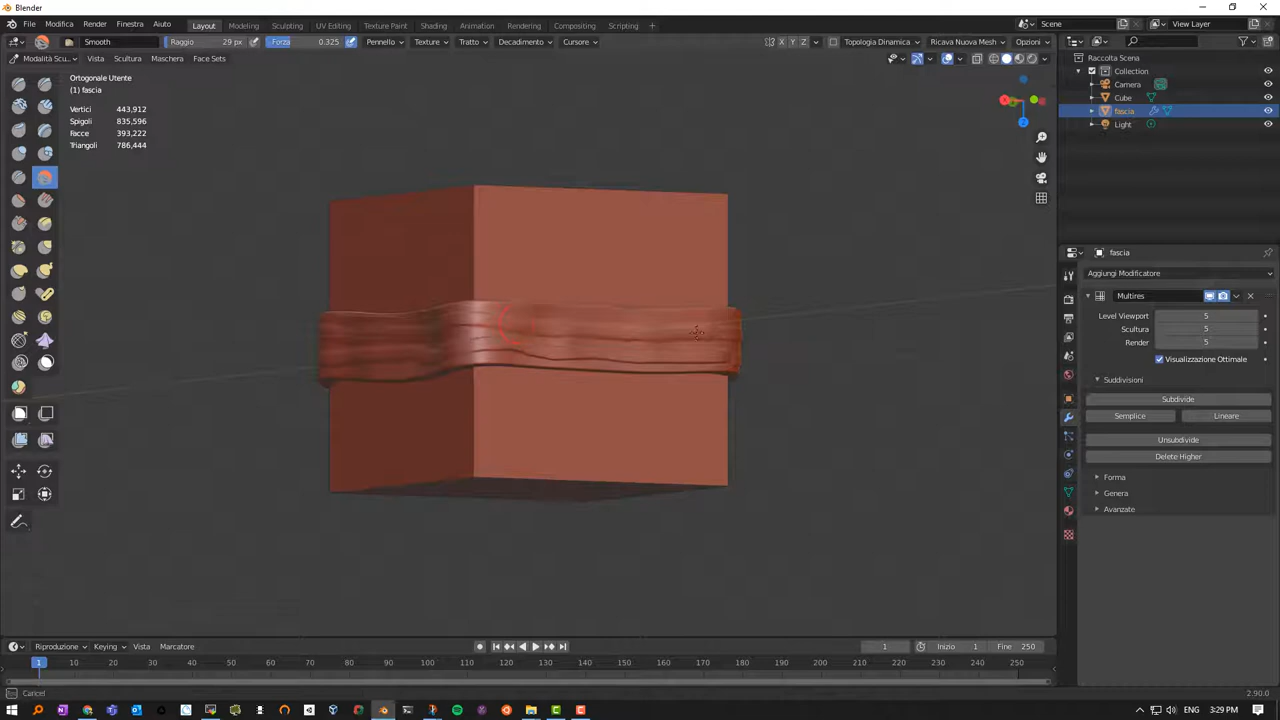 Blender
File Modifica Render Finestra Aiuto Layout Modeling Sculpting UV Editing Texture Paint Shading Animation Rendering Compositing Scripting + Scene View Layer
Smooth Raggio 29 px Forza 0.325 Pennello Texture Tratto Decadimento Cursore X Y Z Topologia Dinamica Ricava Nuova Mesh Opzioni
Modalità Scu... Vista Scultura Maschera Face Sets
Raccolta Scena
Collection
Camera
Cube
fascia
Light
Ortogonale Utente
(1) fascia
Vertici 443,912
Spigoli 835,596
Facce 393,222
Triangoli 786,444
X
Z
fascia
Aggiungi Modificatore
Multires
Level Viewport 5
Scultura 5
Render 5
Visualizzazione Ottimale
Suddivisioni
Subdivide
Semplice Lineare
Unsubdivide
Delete Higher
Forma
Genera
Avanzate
Riproduzione Keying Vista Marcatore 1 Inizio 1 Fine 250
1 10 20 30 40 50 60 70 80 90 100 110 120 130 140 150 160 170 180 190 200 210 220 230 240 250
Cancel 2.90.0
3:29 PM